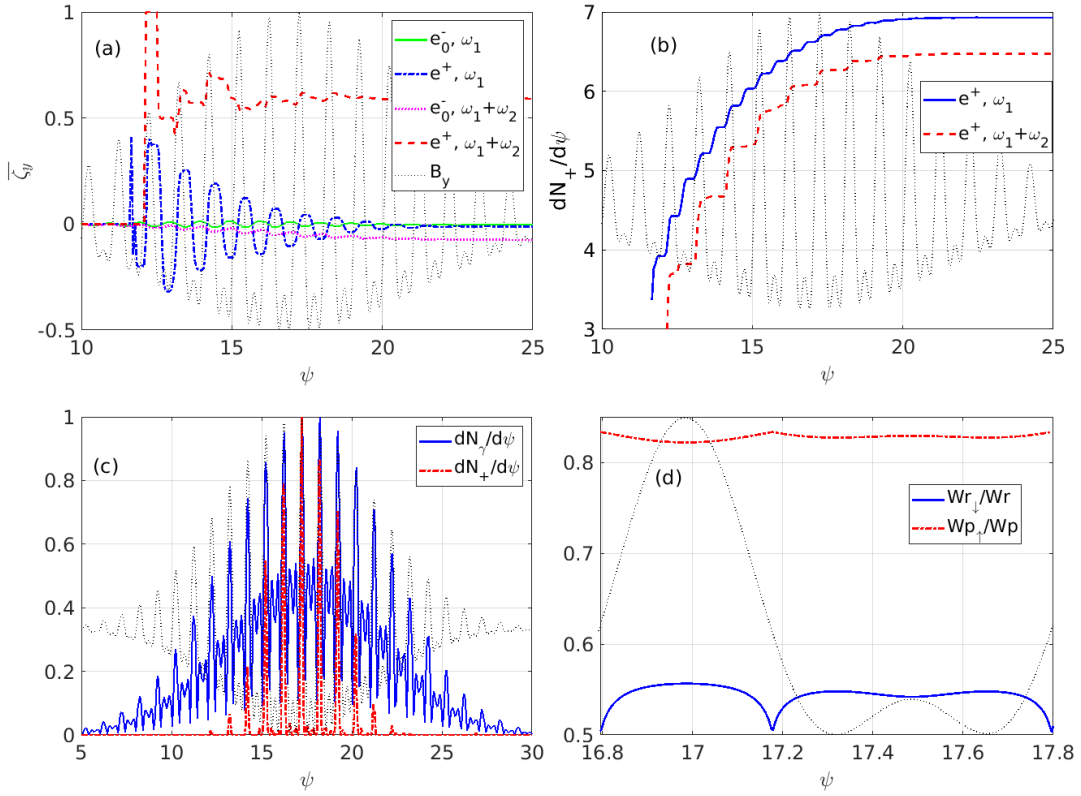 (a)
e₀⁻, ω₁
e⁺, ω₁
e₀⁻, ω₁+ω₂
e⁺, ω₁+ω₂
B_y
1
0.5
0
-0.5
ζ̅_y
10 15 20 25
ψ
(b)
e⁺, ω₁
e⁺, ω₁+ω₂
7
6
5
4
3
dN₊/dψ
10 15 20 25
ψ
(c)
dN_γ/dψ
dN₊/dψ
1
0.8
0.6
0.4
0.2
0
5 10 15 20 25 30
ψ
(d)
Wr↓/Wr
Wp↑/Wp
0.8
0.7
0.6
0.5
16.8 17 17.2 17.4 17.6 17.8
ψ